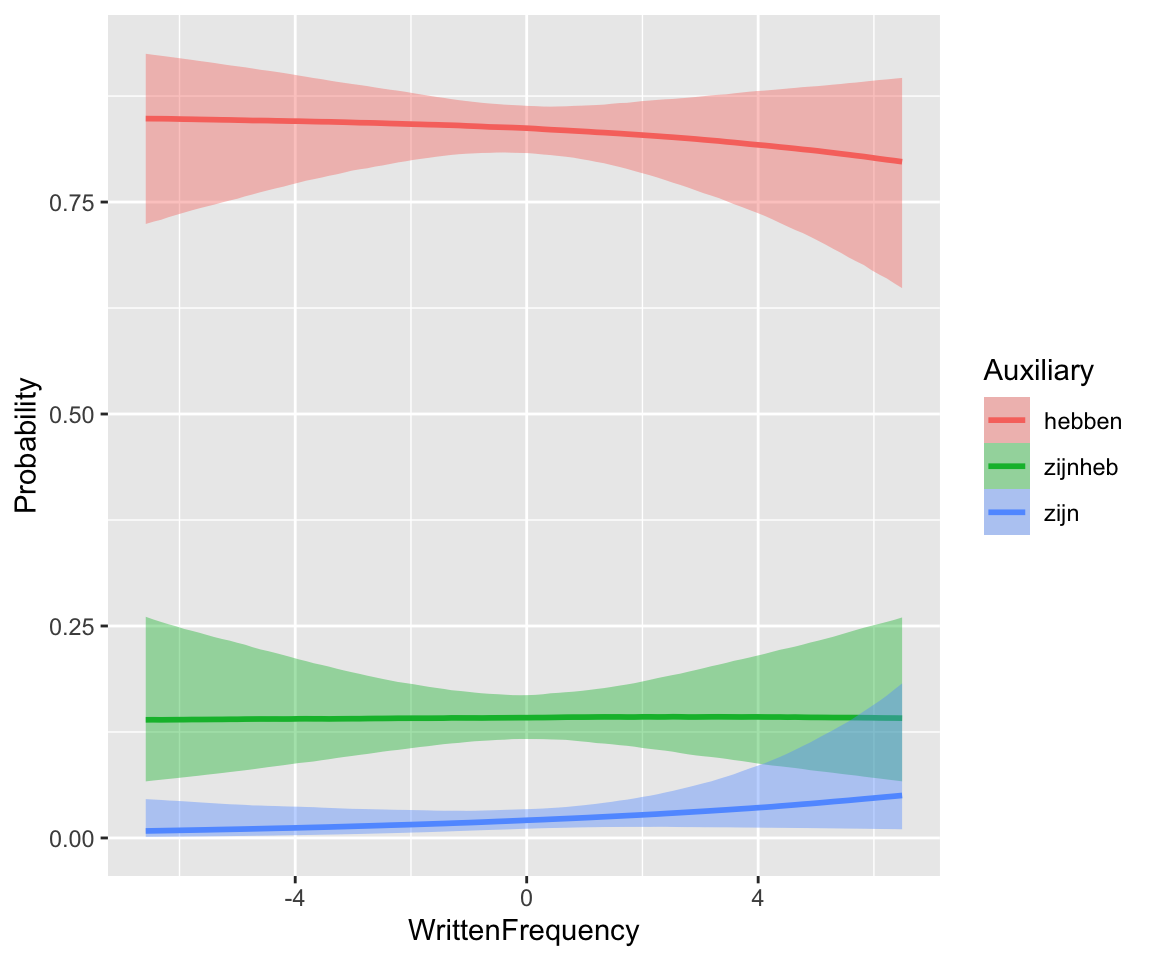 0.75
0.50
0.25
0.00
Probability
-4 0 4
WrittenFrequency
Auxiliary
hebben
zijnheb
zijn